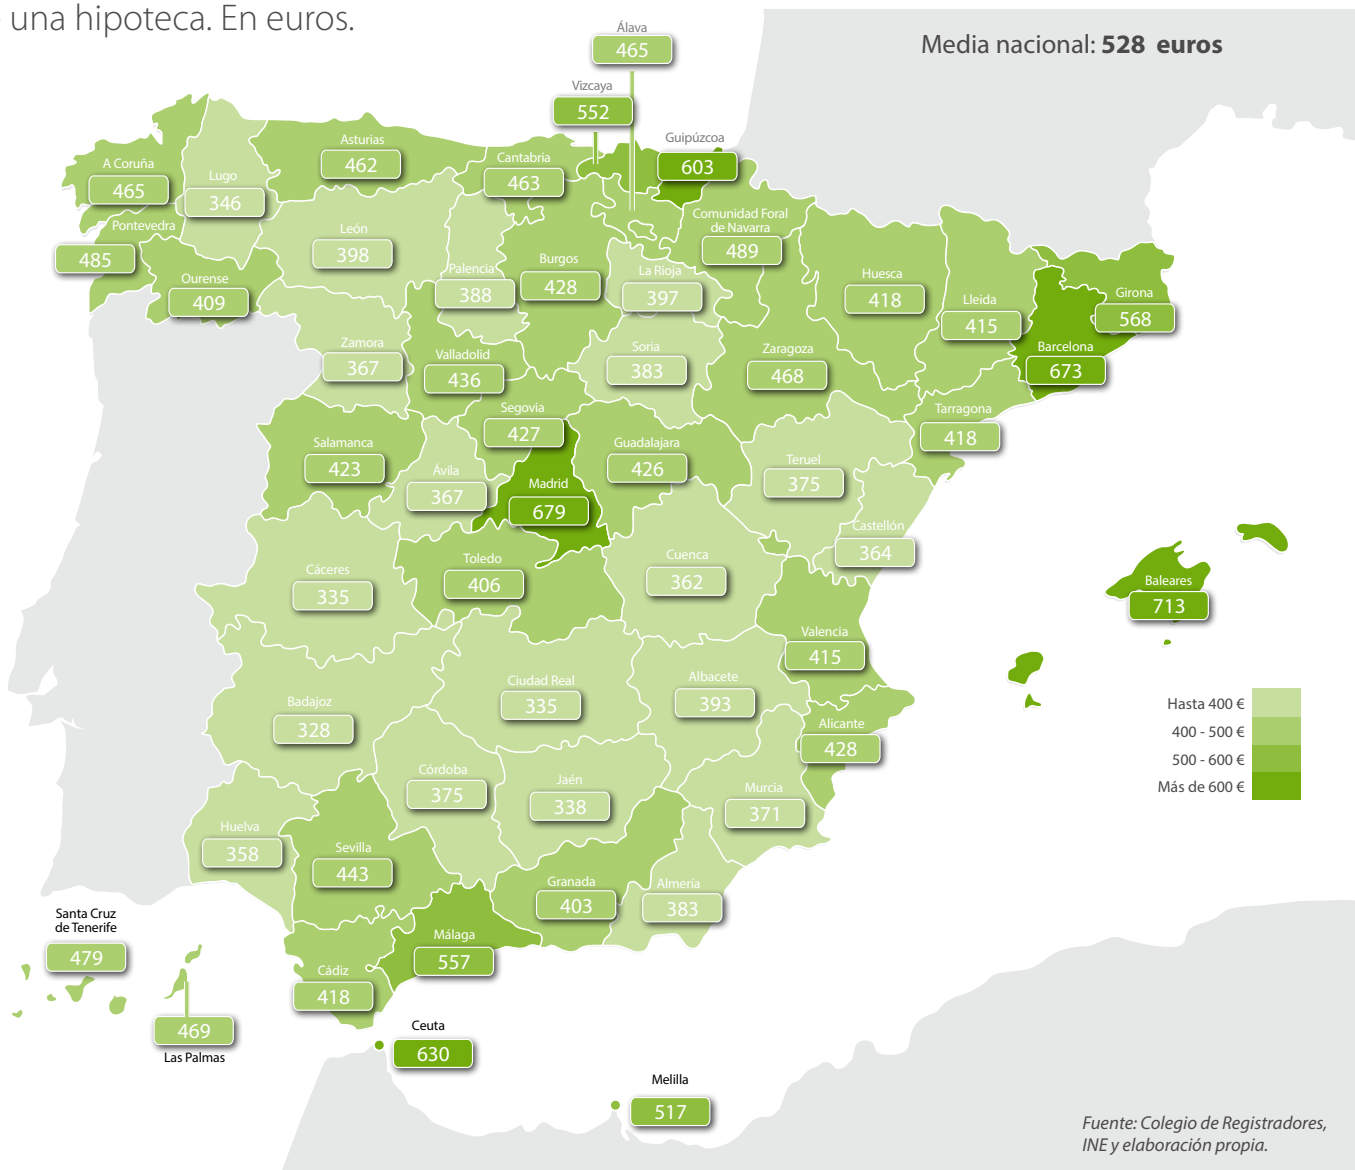 una hipoteca. En euros.
Media nacional: 528 euros
Álava
465
Vizcaya
552
Guipúzcoa
603
A Coruña
465
Lugo
346
Asturias
462
Cantabria
463
Pontevedra
485
Ourense
409
León
398
Palencia
388
Burgos
428
La Rioja
397
Comunidad Foral
de Navarra
489
Huesca
418
Lleida
415
Girona
568
Barcelona
673
Zamora
367
Valladolid
436
Soria
383
Zaragoza
468
Tarragona
418
Segovia
427
Salamanca
423
Ávila
367
Madrid
679
Guadalajara
426
Teruel
375
Castellón
364
Cáceres
335
Toledo
406
Cuenca
362
Baleares
713
Valencia
415
Badajoz
328
Ciudad Real
335
Albacete
393
Alicante
428
Hasta 400 €
400 - 500 €
500 - 600 €
Más de 600 €
Córdoba
375
Jaén
338
Murcia
371
Huelva
358
Sevilla
443
Granada
403
Almería
383
Santa Cruz
de Tenerife
479
Málaga
557
Cádiz
418
469
Las Palmas
Ceuta
630
Melilla
517
Fuente: Colegio de Registradores,
INE y elaboración propia.